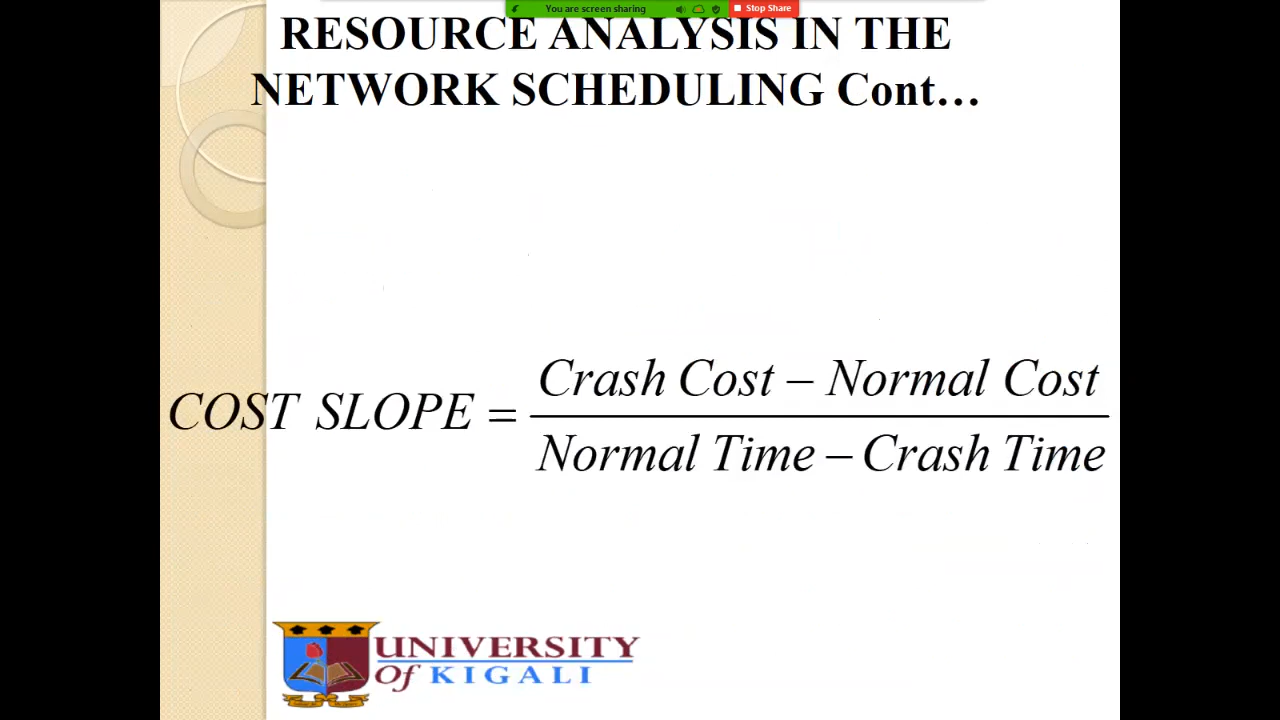 You are screen sharing Stop Share
RESOURCE ANALYSIS IN THE
NETWORK SCHEDULING Cont…
COST SLOPE = Crash Cost – Normal Cost
Normal Time – Crash Time
UNIVERSITY
Of KIGALI